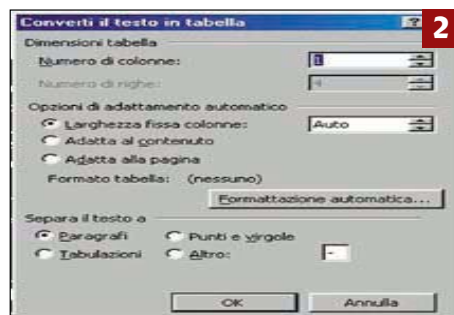 Converti il testo in tabella ?
2
Dimensioni tabella
Numero di colonne: 1
Numero di righe: 4
Opzioni di adattamento automatico
Larghezza fissa colonne: Auto
Adatta al contenuto
Adatta alla pagina
Formato tabella: (nessuno)
Formattazione automatica...
Separa il testo a
Paragrafi Punti e virgole
Tabulazioni Altro: -
OK Annulla